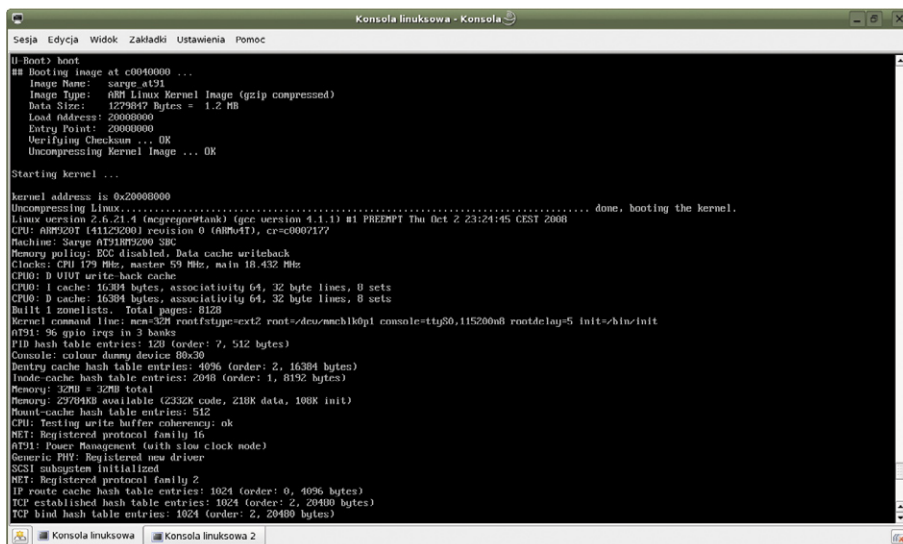 Konsola linuksowa - Konsola
Sesja Edycja Widok Zakładki Ustawienia Pomoc
U-Boot> boot
## Booting image at c0040000 ...
Image Name: sarge_at91
Image Type: ARM Linux Kernel Image (gzip compressed)
Data Size: 1279847 Bytes = 1.2 MB
Load Address: 20008000
Entry Point: 20008000
Verifying Checksum ... OK
Uncompressing Kernel Image ... OK
Starting kernel ...
kernel address is 0x20008000
Uncompressing Linux.................................................................................... done, booting the kernel.
Linux version 2.6.21.4 (mcgregor@tank) (gcc version 4.1.1) #1 PREEMPT Thu Oct 2 23:24:45 CEST 2008
CPU: ARM920T [41129200] revision 0 (ARMv4T), cr=c0007177
Machine: Sarge AT91RM9200 SBC
Memory policy: ECC disabled, Data cache writeback
Clocks: CPU 179 MHz, master 59 MHz, main 18.432 MHz
CPU0: D VIVT write-back cache
CPU0: I cache: 16384 bytes, associativity 64, 32 byte lines, 8 sets
CPU0: D cache: 16384 bytes, associativity 64, 32 byte lines, 8 sets
Built 1 zonelists. Total pages: 8128
Kernel command line: mem=32M rootfstype=ext2 root=/dev/mmcblk0p1 console=ttyS0,115200n8 rootdelay=5 init=/bin/init
AT91: 96 gpio irqs in 3 banks
PID hash table entries: 128 (order: 7, 512 bytes)
Console: colour dummy device 80x30
Dentry cache hash table entries: 4096 (order: 2, 16384 bytes)
Inode-cache hash table entries: 2048 (order: 1, 8192 bytes)
Memory: 32MB = 32MB total
Memory: 29784KB available (2332K code, 218K data, 108K init)
Mount-cache hash table entries: 512
CPU: Testing write buffer coherency: ok
NET: Registered protocol family 16
AT91: Power Management (with slow clock mode)
Generic PHY: Registered new driver
SCSI subsystem initialized
NET: Registered protocol family 2
IP route cache hash table entries: 1024 (order: 0, 4096 bytes)
TCP established hash table entries: 1024 (order: 2, 20480 bytes)
TCP bind hash table entries: 1024 (order: 2, 20480 bytes)
Konsola linuksowa Konsola linuksowa 2